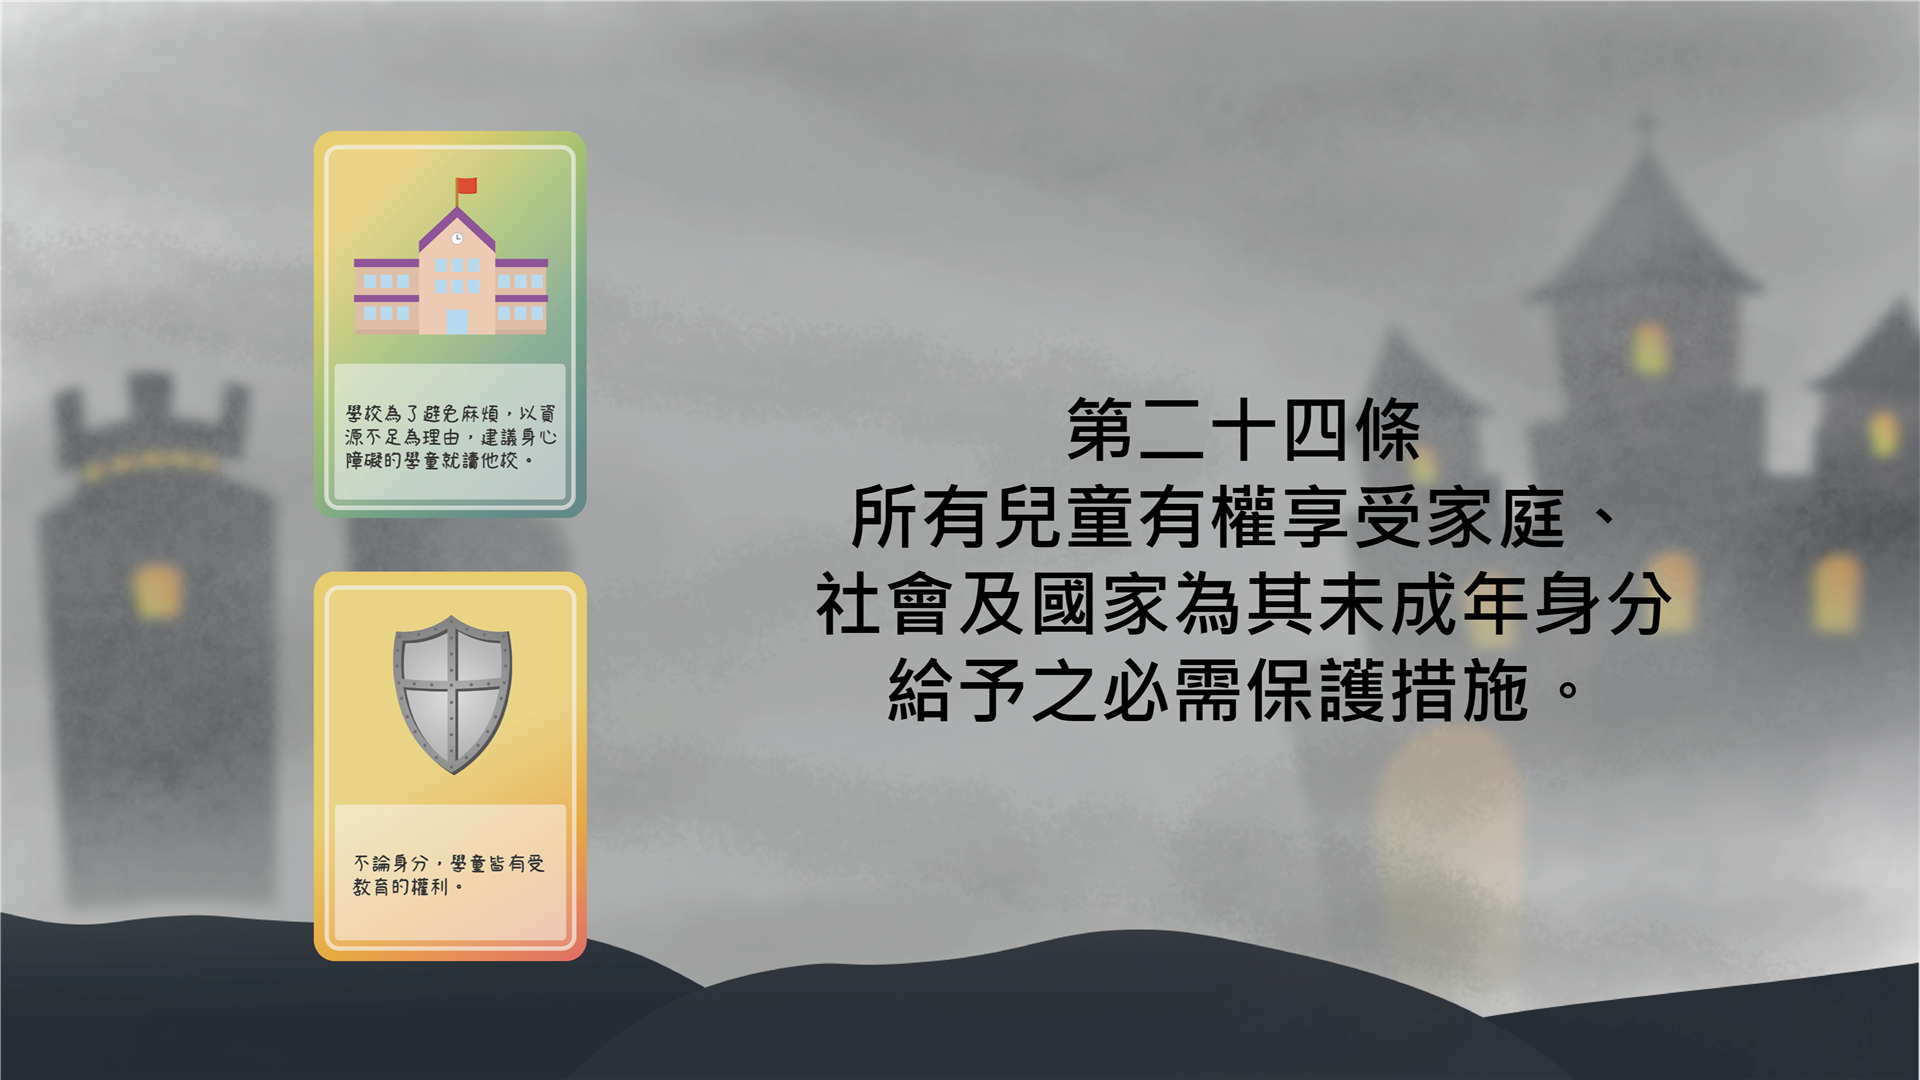 學校為了避免麻煩，以資
源不足為理由，建議身心
障礙的學童就讀他校。
不論身分，學童皆有受
教育的權利。
第二十四條
所有兒童有權享受家庭、
社會及國家為其未成年身分
給予之必需保護措施。